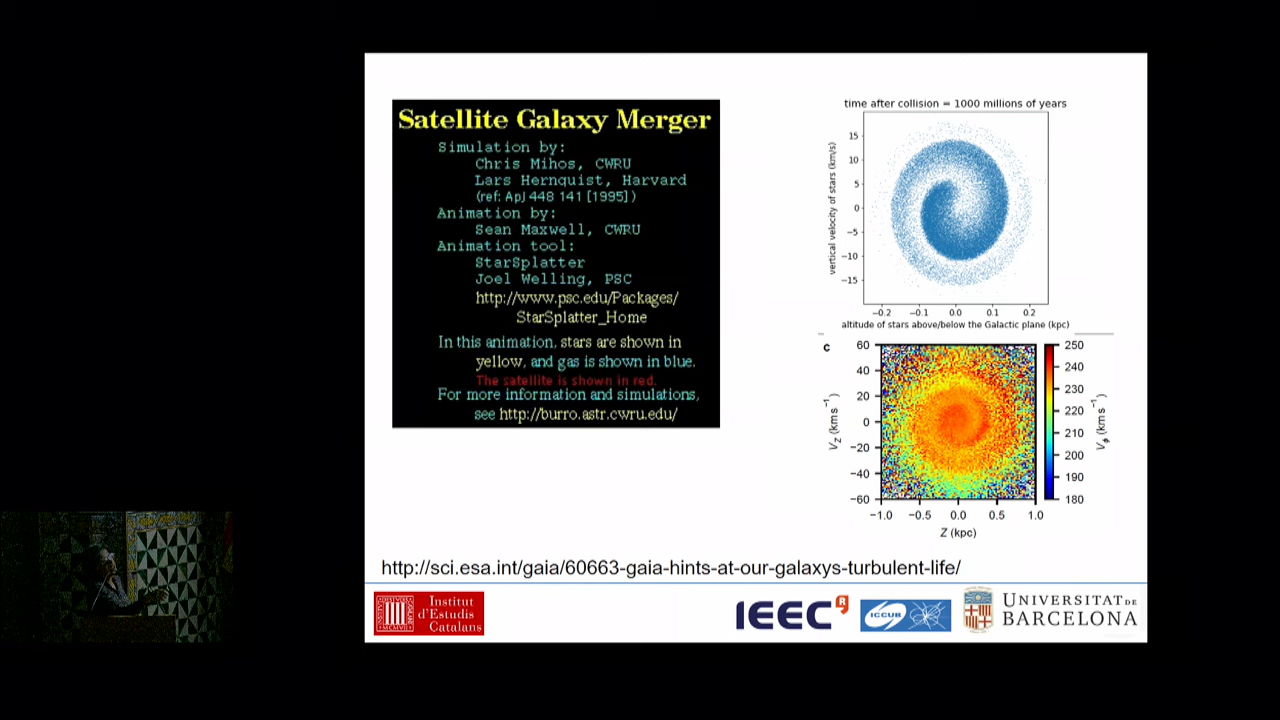 Satellite Galaxy Merger
Simulation by:
Chris Mihos, CWRU
Lars Hernquist, Harvard
(ref: ApJ 448 141 [1995])
Animation by:
Sean Maxwell, CWRU
Animation tool:
StarSplatter
Joel Welling, PSC
http://www.psc.edu/Packages/
StarSplatter_Home
In this animation, stars are shown in
yellow, and gas is shown in blue.
The satellite is shown in red.
For more information and simulations,
see http://burro.astr.cwru.edu/
time after collision = 1000 millions of years
vertical velocity of stars (km/s)
15
10
5
0
−5
−10
−15
−0.2 −0.1 0.0 0.1 0.2
altitude of stars above/below the Galactic plane (kpc)
c
V_Z (km s⁻¹)
60
40
20
0
−20
−40
−60
−1.0 −0.5 0.0 0.5 1.0
Z (kpc)
250
240
230
220
210
200
190
180
V_ϕ (km s⁻¹)
http://sci.esa.int/gaia/60663-gaia-hints-at-our-galaxys-turbulent-life/
Institut
d'Estudis
Catalans
IEEC R
ICCUB
UNIVERSITAT DE
BARCELONA